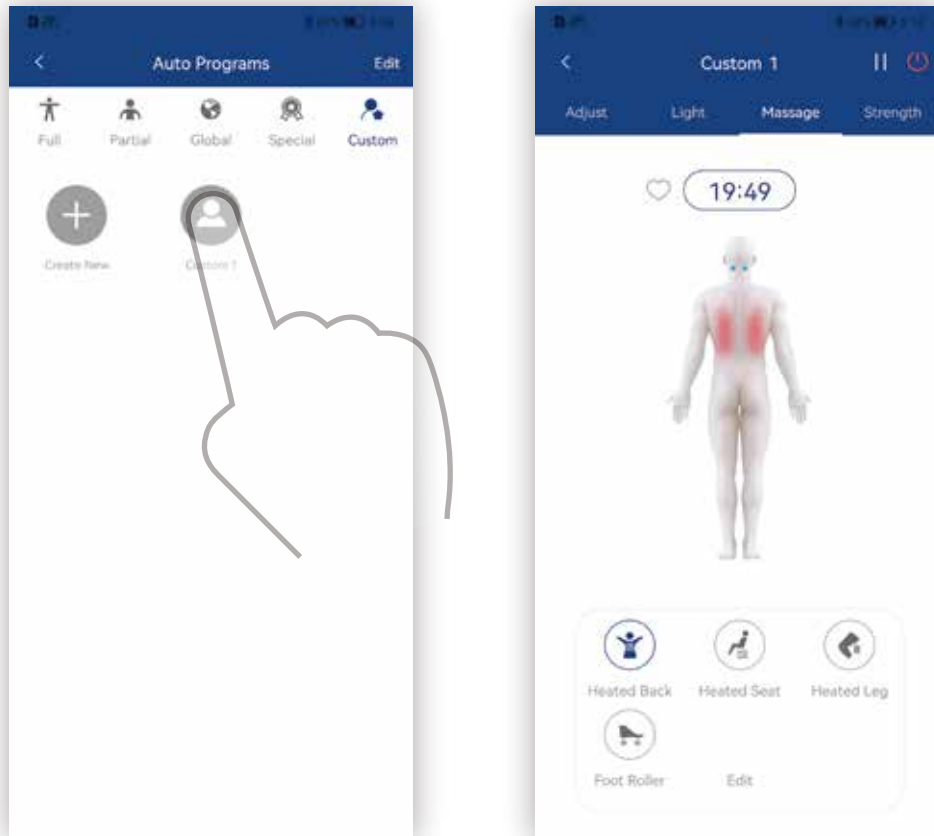 Auto Programs Edit
Full Partial Global Special Custom
Create New Custom 1
Custom 1
Adjust Light Massage Strength
19:49
Heated Back Heated Seat Heated Leg
Foot Roller Edit